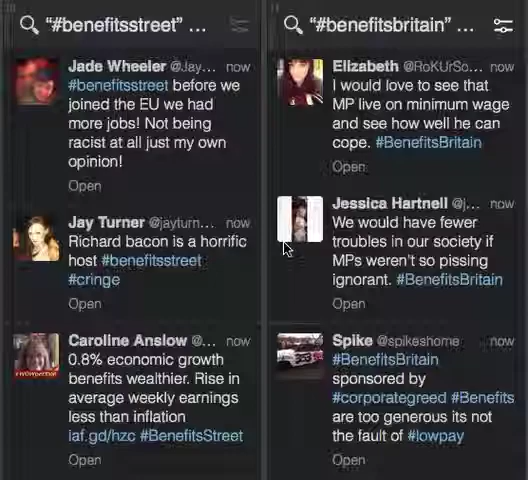 "#benefitsstreet" ...
Jade Wheeler @Jay... now
#benefitsstreet before we
joined the EU we had
more jobs! Not being
racist at all just my own
opinion!
Open
Jay Turner @jayturn... now
Richard bacon is a horrific
host #benefitsstreet
#cringe
Open
Caroline Anslow @... now
0.8% economic growth
benefits wealthier. Rise in
average weekly earnings
less than inflation
iaf.gd/hzc #BenefitsStreet
Open
"#benefitsbritain" ...
Elizabeth @RoKUrSo... now
I would love to see that
MP live on minimum wage
and see how well he can
cope. #BenefitsBritain
Open
Jessica Hartnell @j... now
We would have fewer
troubles in our society if
MPs weren't so pissing
ignorant. #BenefitsBritain
Open
Spike @spikeshome now
#BenefitsBritain
sponsored by
#corporategreed #Benefits
are too generous its not
the fault of #lowpay
Open